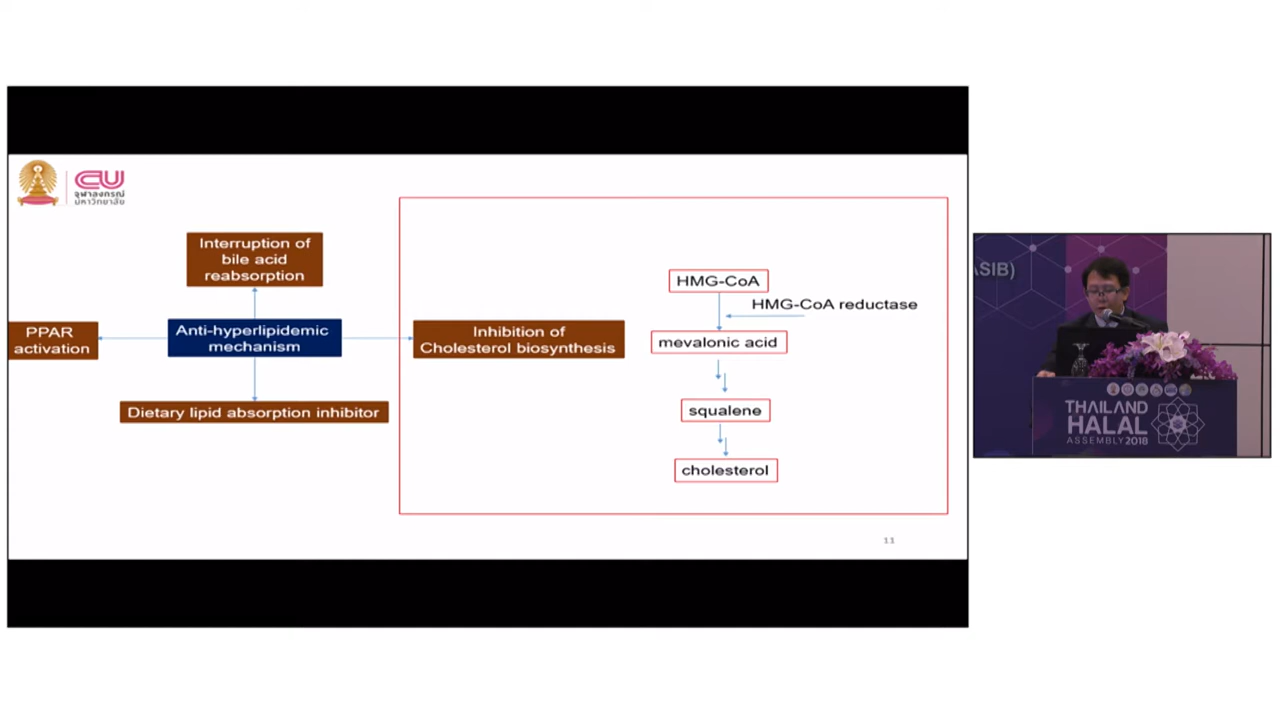 CU
จุฬาลงกรณ์
มหาวิทยาลัย
Interruption of
bile acid
reabsorption
PPAR
activation
Anti-hyperlipidemic
mechanism
Inhibition of
Cholesterol biosynthesis
Dietary lipid absorption inhibitor
HMG-CoA
HMG-CoA reductase
mevalonic acid
squalene
cholesterol
11
ASIB)
THAILAND
HALAL
ASSEMBLY 2018